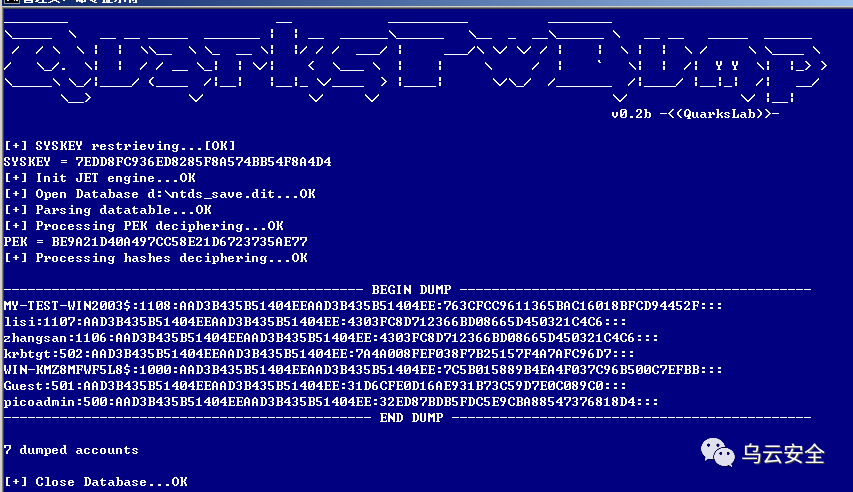 QuarksPwDump
v0.2b -<(QuarksLab)>-
[+] SYSKEY restrieving...[OK]
SYSKEY = 7EDD8FC936ED8285F8A574BB54F8A4D4
[+] Init JET engine...OK
[+] Open Database d:\ntds_save.dit...OK
[+] Parsing datatable...OK
[+] Processing PEK deciphering...OK
PEK = BE9A21D40A497CC58E21D6723735AE77
[+] Processing hashes deciphering...OK
---------------------------------------------- BEGIN DUMP ----------------------------------------------
MY-TEST-WIN2003$:1108:AAD3B435B51404EEAAD3B435B51404EE:763CFCC9611365BAC16018BFCD94452F:::
lisi:1107:AAD3B435B51404EEAAD3B435B51404EE:4303FC8D712366BD08665D450321C4C6:::
zhangsan:1106:AAD3B435B51404EEAAD3B435B51404EE:4303FC8D712366BD08665D450321C4C6:::
krbtgt:502:AAD3B435B51404EEAAD3B435B51404EE:7A4A008FEF038F7B25157F4A7AFC96D7:::
WIN-KMZ8MFWF5L8$:1000:AAD3B435B51404EEAAD3B435B51404EE:7C5B015889B4EA4F037C96B500C7EFBB:::
Guest:501:AAD3B435B51404EEAAD3B435B51404EE:31D6CFE0D16AE931B73C59D7E0C089C0:::
picoadmin:500:AAD3B435B51404EEAAD3B435B51404EE:32ED87BDB5FDC5E9CBA88547376818D4:::
----------------------------------------------- END DUMP -----------------------------------------------
7 dumped accounts
[+] Close Database...OK
乌云安全